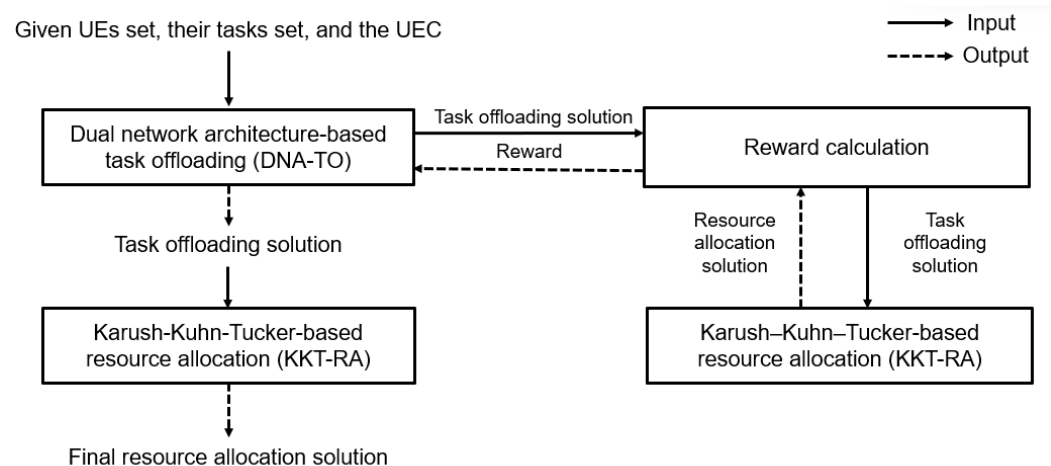 Given UEs set, their tasks set, and the UEC
Input
Output
Dual network architecture-based
task offloading (DNA-TO)
Task offloading solution
Reward
Reward calculation
Task offloading solution
Resource
allocation
solution
Task
offloading
solution
Karush-Kuhn-Tucker-based
resource allocation (KKT-RA)
Karush–Kuhn–Tucker-based
resource allocation (KKT-RA)
Final resource allocation solution